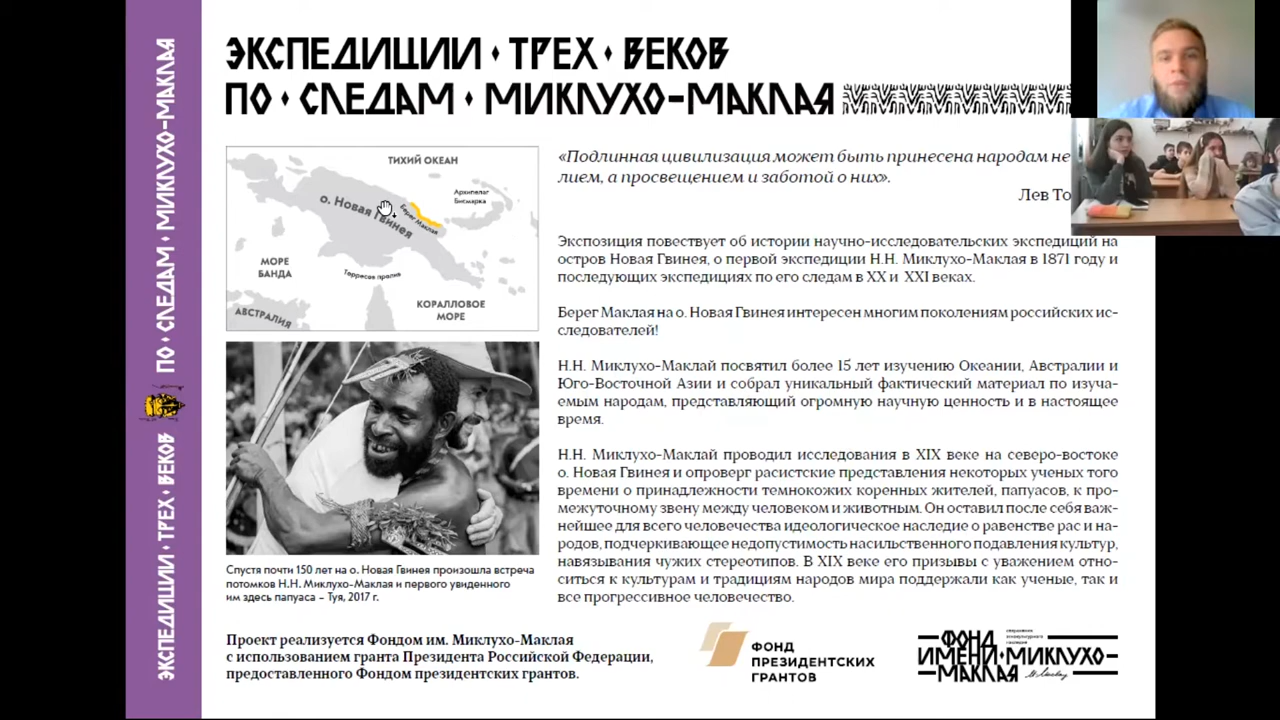 ЭКСПЕДИЦИИ • ТРЕХ • ВЕКОВ
ПО • СЛЕДАМ • МИКЛУХО-МАКЛАЯ
ЭКСПЕДИЦИИ • ТРЕХ • ВЕКОВ
ПО • СЛЕДАМ • МИКЛУХО-МАКЛАЯ
ТИХИЙ ОКЕАН
Архипелаг
Бисмарка
о. Новая Гвинея
Берег Маклая
МОРЕ
БАНДА
Торресов пролив
АВСТРАЛИЯ
КОРАЛЛОВОЕ
МОРЕ
Спустя почти 150 лет на о. Новая Гвинея произошла встреча
потомков Н.Н. Миклухо-Маклая и первого увиденного
им здесь папуаса – Туя, 2017 г.
«Подлинная цивилизация может быть принесена народам не
лием, а просвещением и заботой о них».
Лев То
Экспозиция повествует об истории научно-исследовательских экспедиций на
остров Новая Гвинея, о первой экспедиции Н.Н. Миклухо-Маклая в 1871 году и
последующих экспедициях по его следам в XX и XXI веках.
Берег Маклая на о. Новая Гвинея интересен многим поколениям российских ис-
следователей!
Н.Н. Миклухо-Маклай посвятил более 15 лет изучению Океании, Австралии и
Юго-Восточной Азии и собрал уникальный фактический материал по изуча-
емым народам, представляющий огромную научную ценность и в настоящее
время.
Н.Н. Миклухо-Маклай проводил исследования в XIX веке на северо-востоке
о. Новая Гвинея и опроверг расистские представления некоторых ученых того
времени о принадлежности темнокожих коренных жителей, папуасов, к про-
межуточному звену между человеком и животным. Он оставил после себя важ-
нейшее для всего человечества идеологическое наследие о равенстве рас и на-
родов, подчеркивающее недопустимость насильственного подавления культур,
навязывания чужих стереотипов. В XIX веке его призывы с уважением отно-
ситься к культурам и традициям народов мира поддержали как ученые, так и
все прогрессивное человечество.
Проект реализуется Фондом им. Миклухо-Маклая
с использованием гранта Президента Российской Федерации,
предоставленного Фондом президентских грантов.
ФОНД
ПРЕЗИДЕНТСКИХ
ГРАНТОВ
ФОНД
ИМЕНИ • МИКЛУХО-
МАКЛАЯ